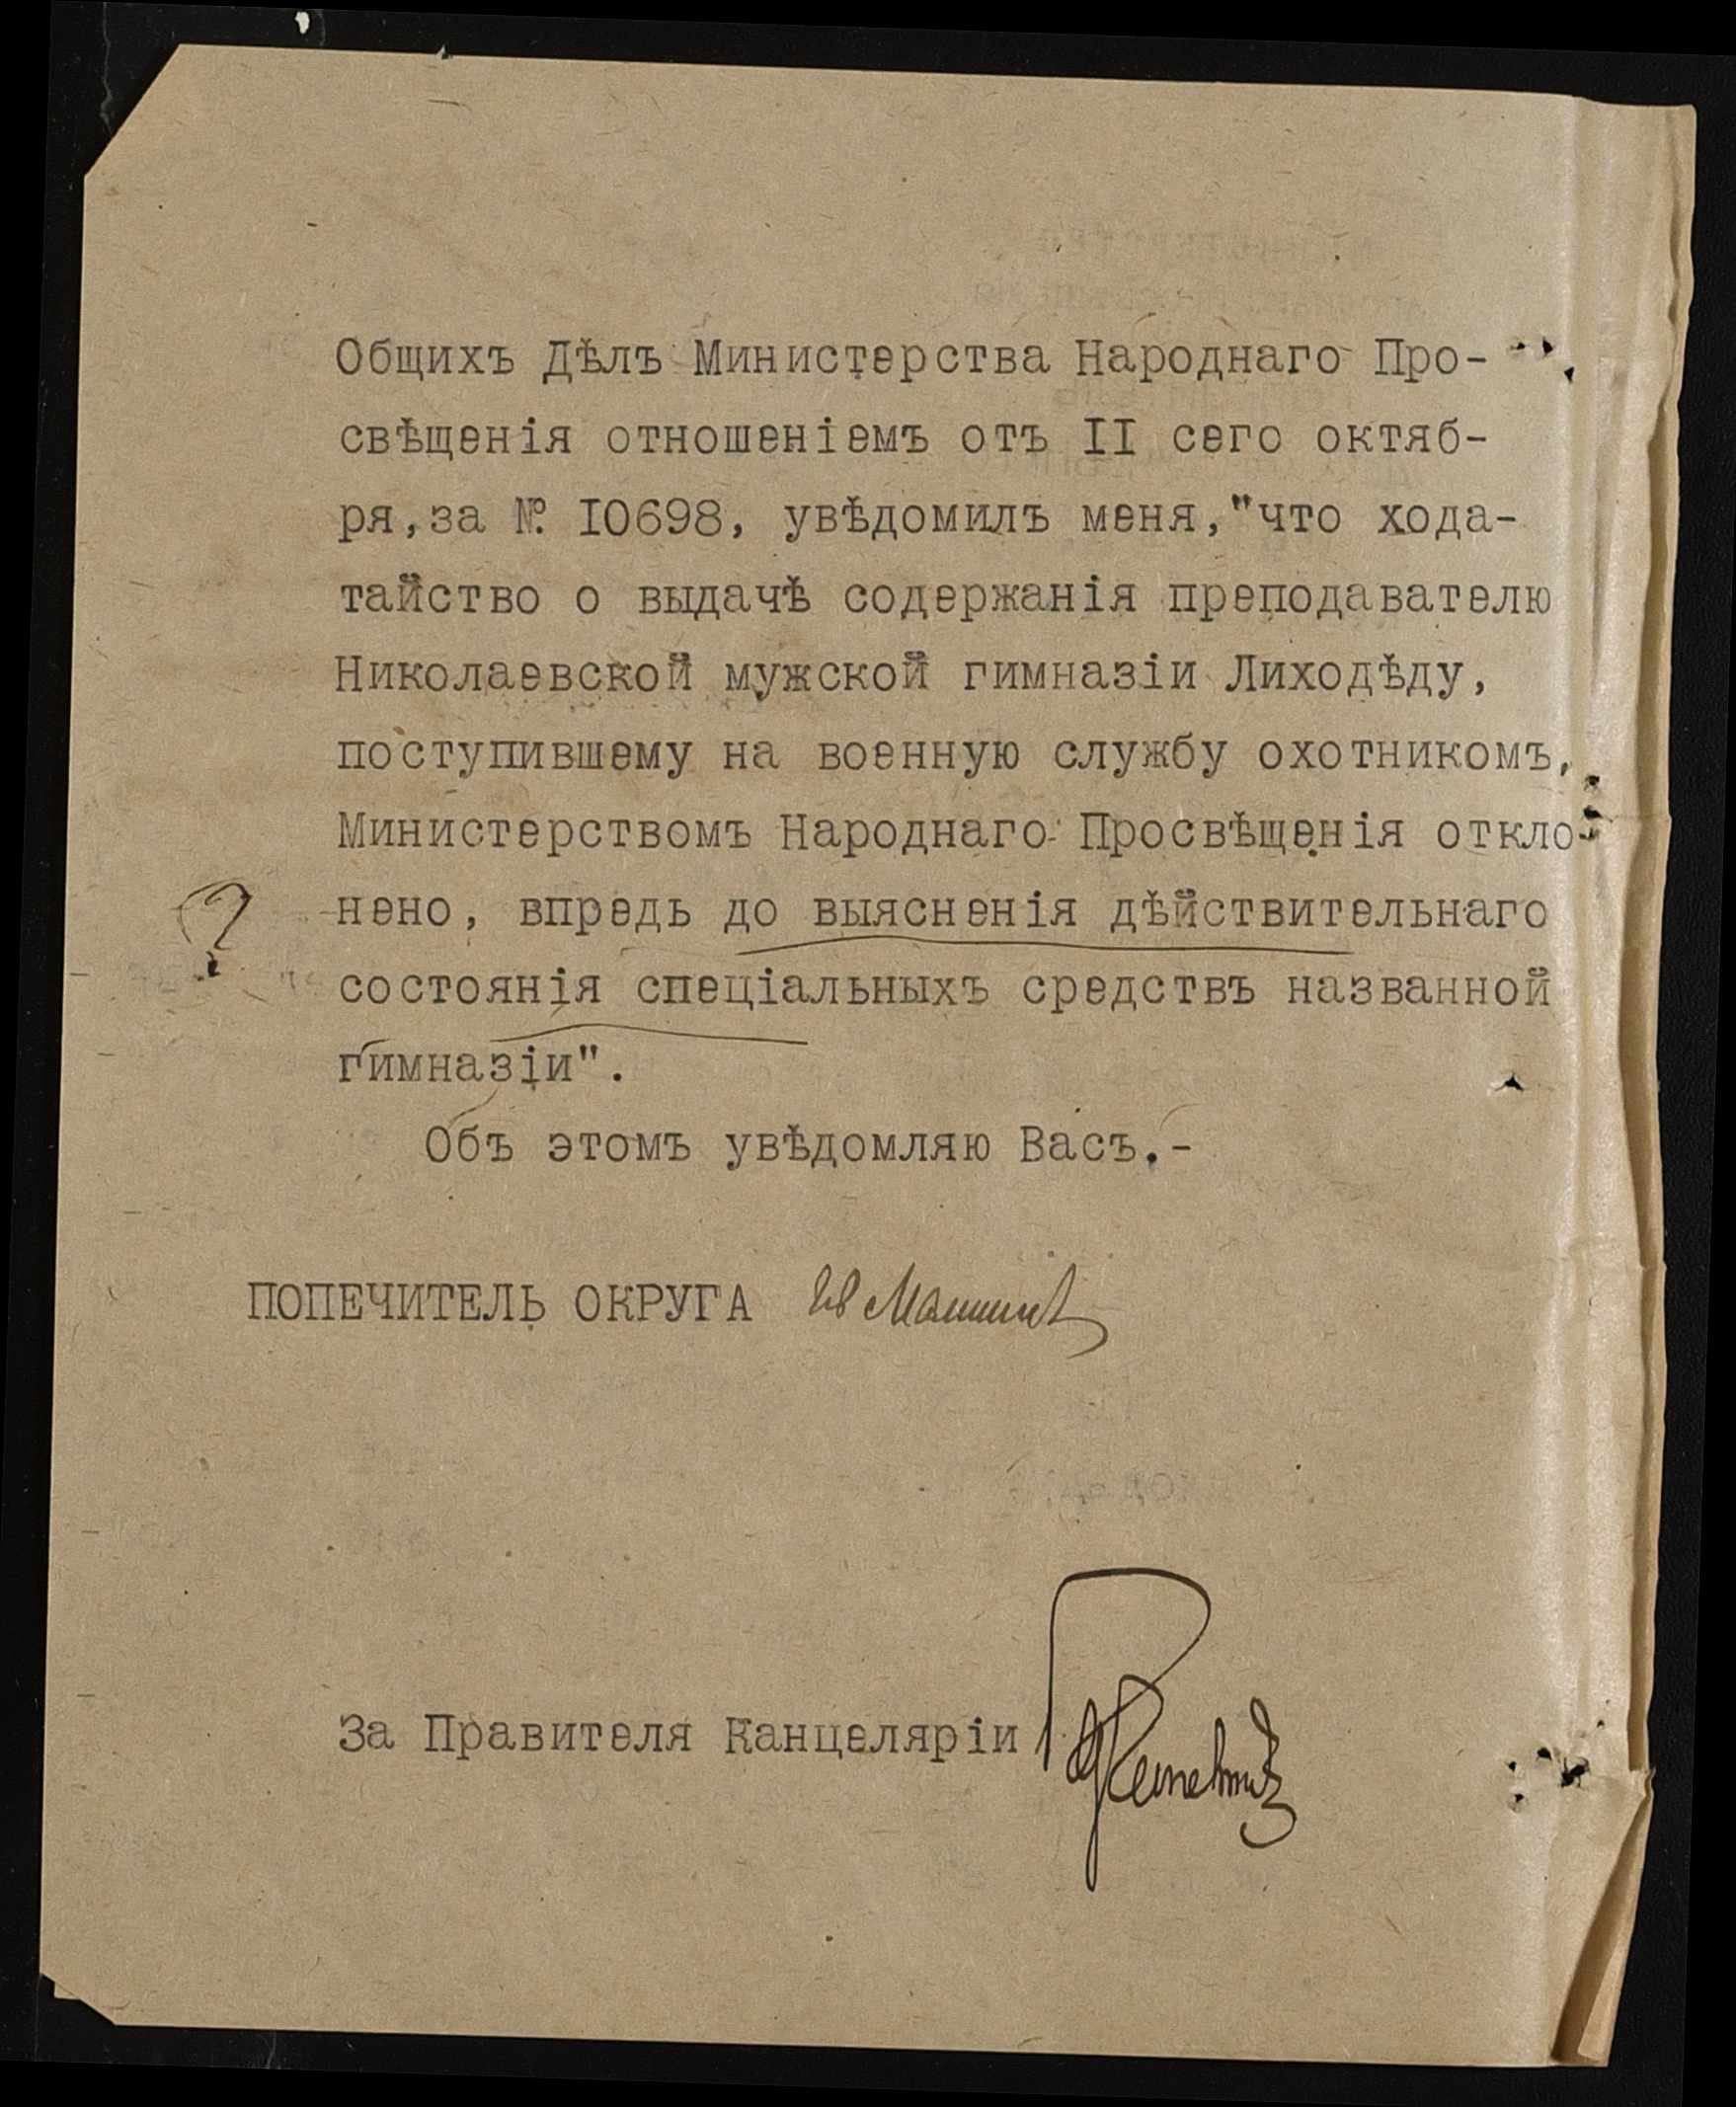 Общихъ Дѣлъ Министерства Народнаго Про-
свѣщенія отношеніемъ отъ II сего октяб-
ря,за №. I0698, увѣдомилъ меня,"что хода-
тайство о выдачѣ содержанія преподавателю
Николаевской мужской гимназіи Лиходѣду,
поступившему на военную службу охотникомъ,
Министерствомъ Народнаго Просвѣщенія откло-
?
нено, впредь до выясненія дѣйствительнаго
состоянія спеціальныхъ средствъ названной
гимназіи".
Объ этомъ увѣдомляю Васъ.-
ПОПЕЧИТЕЛЬ ОКРУГА
За Правителя Канцеляріи